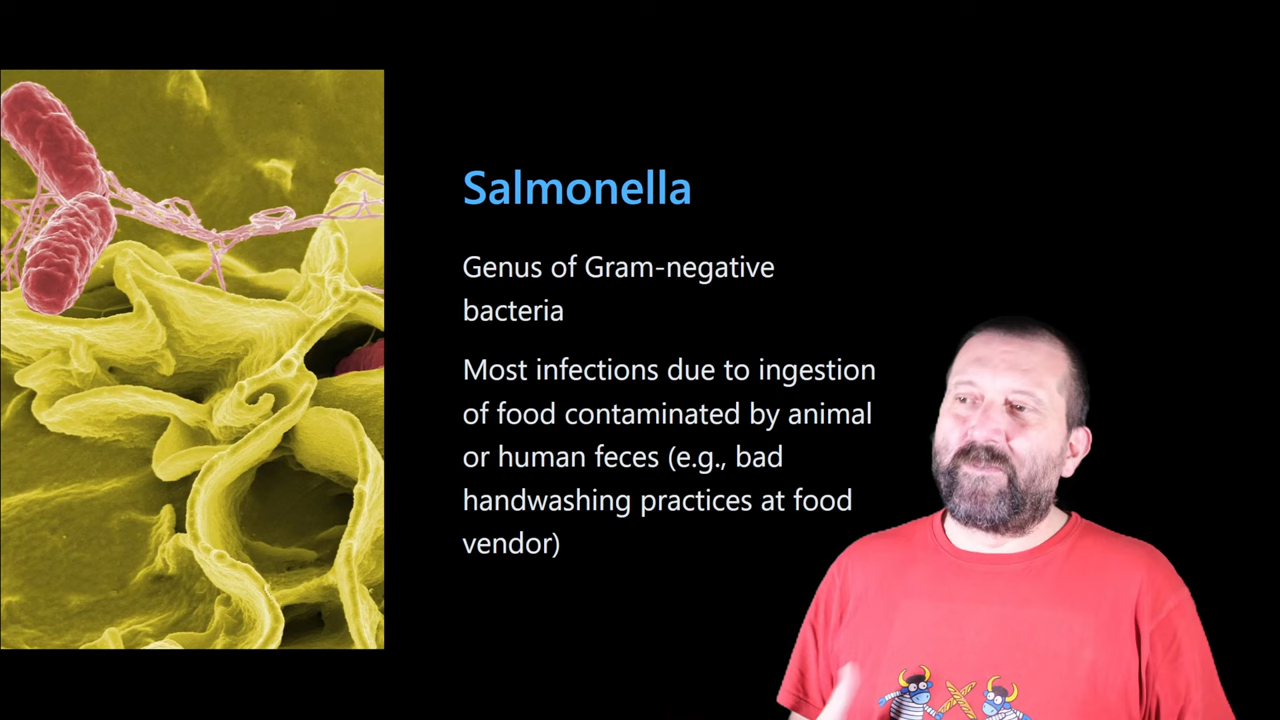 Salmonella
Genus of Gram-negative
bacteria
Most infections due to ingestion
of food contaminated by animal
or human feces (e.g., bad
handwashing practices at food
vendor)